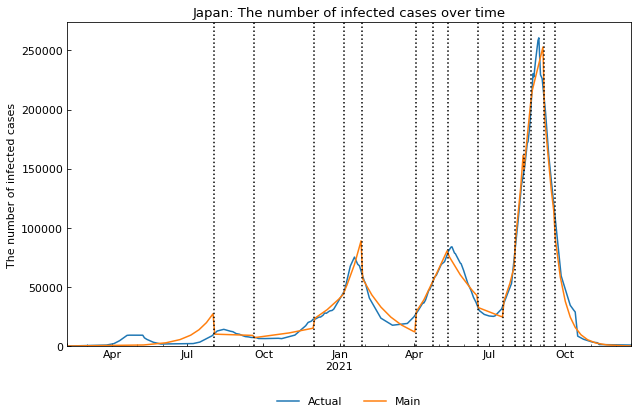 Japan: The number of infected cases over time
The number of infected cases
250000
200000
150000
100000
50000
0
Apr
Jul
Oct
Jan
2021
Apr
Jul
Oct
Actual
Main